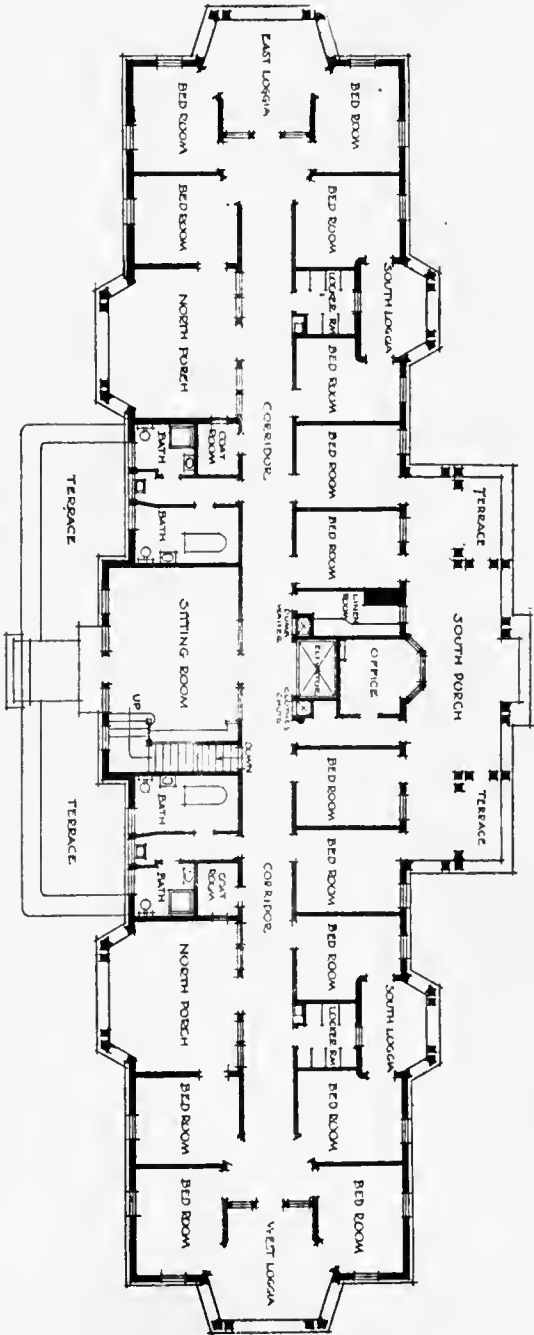 EAST LOGGIA
BED ROOM
BED ROOM
BED ROOM
BED ROOM
SOUTH LOGGIA
LOCKER RM
NORTH PORCH
BED ROOM
CORRIDOR
COAT
ROOM
BATH
BED ROOM
TERRACE
TERRACE
BATH
BED ROOM
LINEN
ROOM
DUMB
WAITER
SITTING ROOM
SOUTH PORCH
OFFICE
ELEVATOR
CLOTHES
CHUTE
UP
DOWN
BED ROOM
TERRACE
TERRACE
BATH
BED ROOM
CORRIDOR
COAT
ROOM
BATH
BED ROOM
SOUTH LOGGIA
LOCKER RM
NORTH PORCH
BED ROOM
BED ROOM
BED ROOM
BED ROOM
WEST LOGGIA